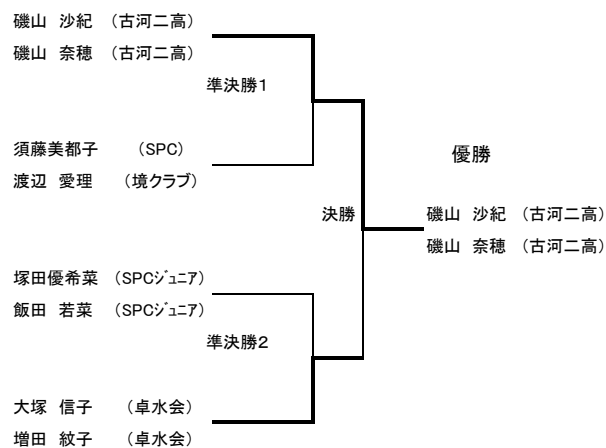 磯山 沙紀 (古河二高)
磯山 奈穂 (古河二高)
準決勝1
須藤美都子 (SPC)
渡辺 愛理 (境クラブ)
優勝
決勝
磯山 沙紀 (古河二高)
磯山 奈穂 (古河二高)
塚田優希菜 (SPCジュニア)
飯田 若菜 (SPCジュニア)
準決勝2
大塚 信子 (卓水会)
増田 紋子 (卓水会)